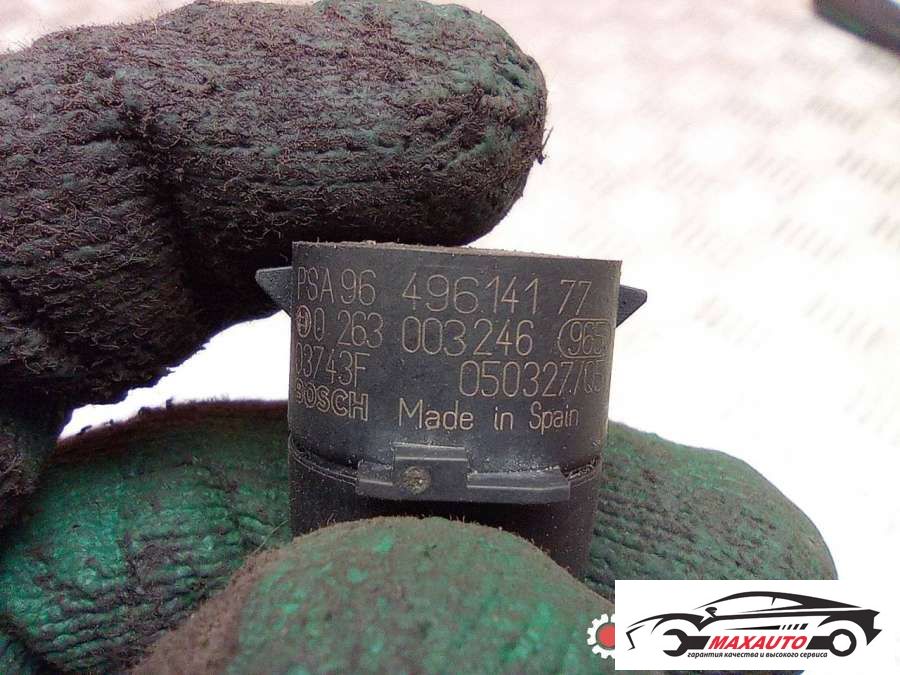 PSA 96 496141 77
0 263 003246 965
03743F 050327/Q5
BOSCH Made in Spain
MAXAUTO
гарантия качества и высокого сервиса